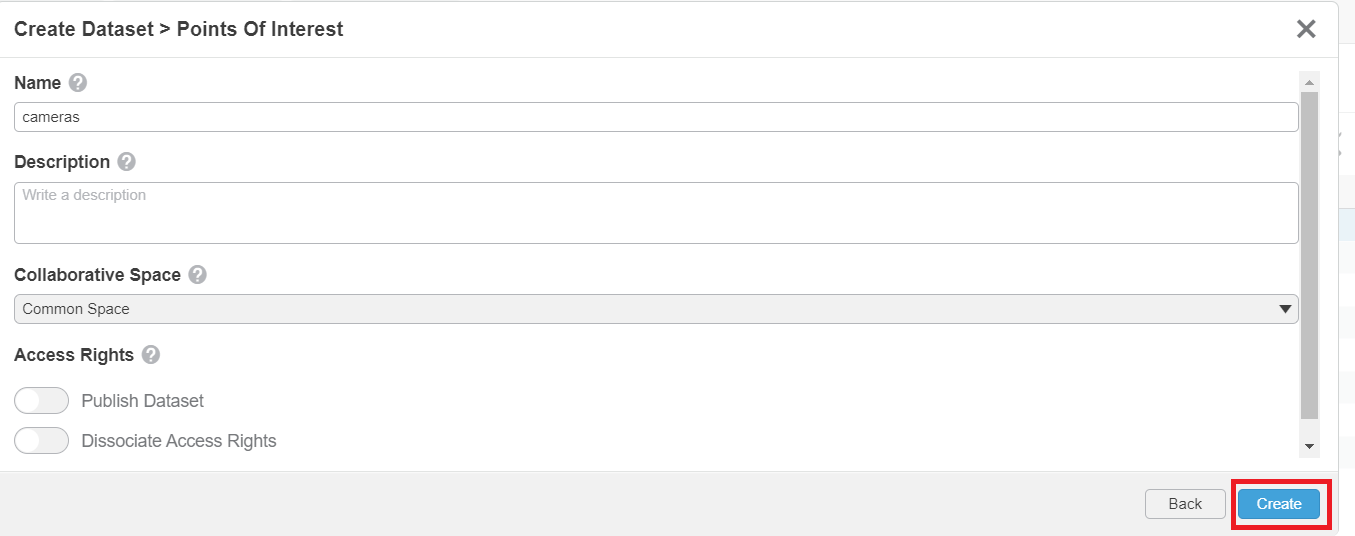 Create Dataset > Points Of Interest
Name
cameras
Description
Write a description
Collaborative Space
Common Space
Access Rights
Publish Dataset
Dissociate Access Rights
Back Create